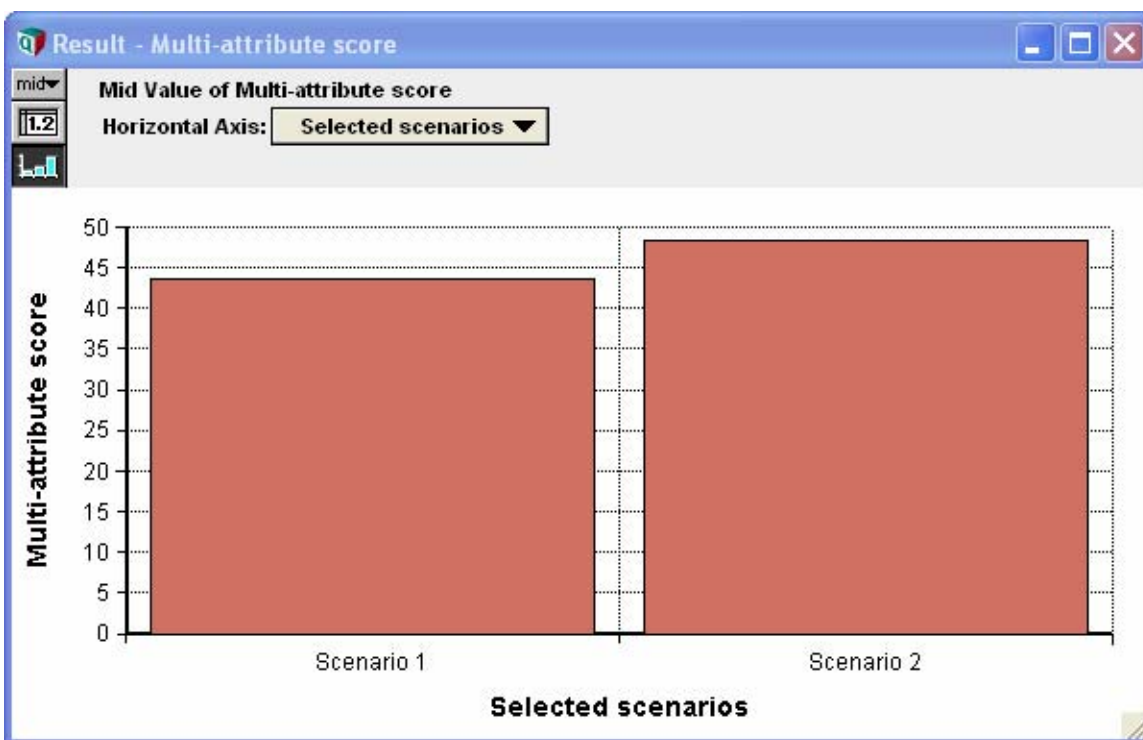 Result - Multi-attribute score
mid
Mid Value of Multi-attribute score
1.2
Horizontal Axis: Selected scenarios
50
45
40
35
30
25
20
15
10
5
0
Multi-attribute score
Scenario 1 Scenario 2
Selected scenarios